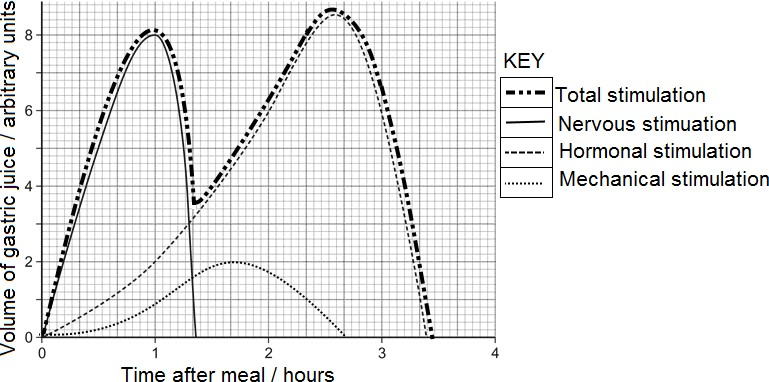 Volume of gastric juice / arbitrary units
8
6
4
2
0
0
1
2
3
4
Time after meal / hours
KEY
Total stimulation
Nervous stimuation
Hormonal stimulation
Mechanical stimulation